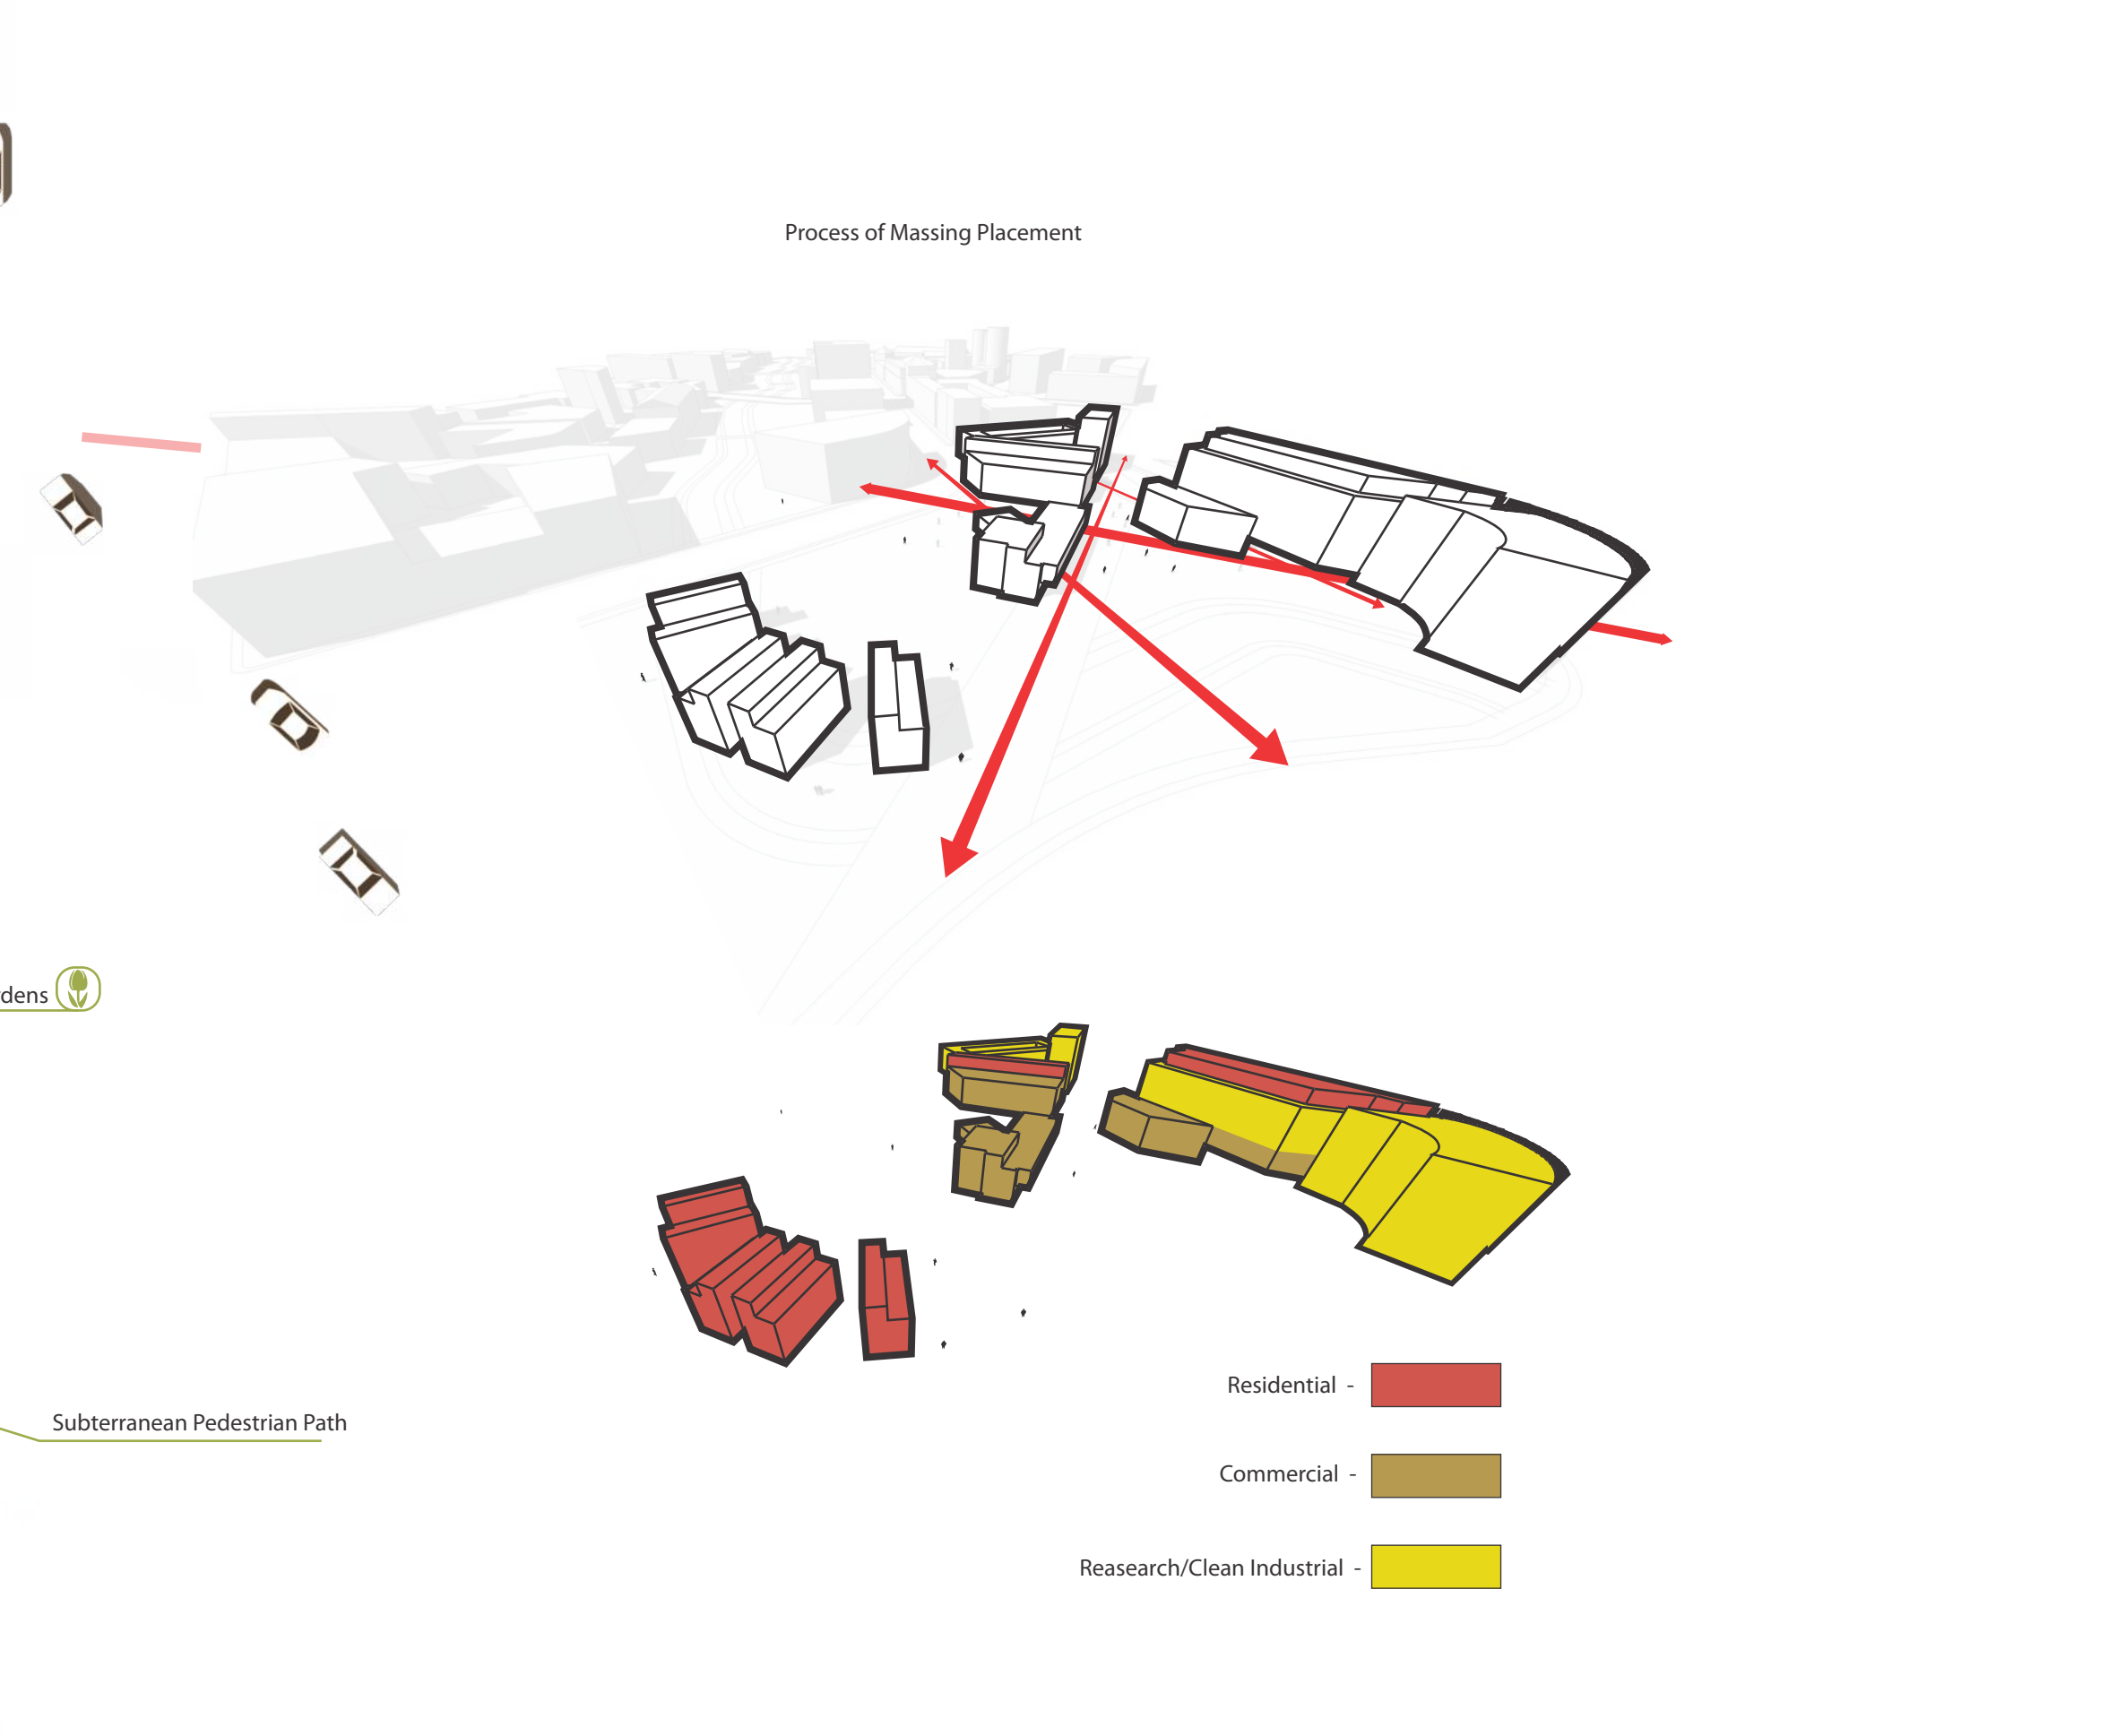 Process of Massing Placement
dens
Subterranean Pedestrian Path
Residential -
Commercial -
Reasearch/Clean Industrial -